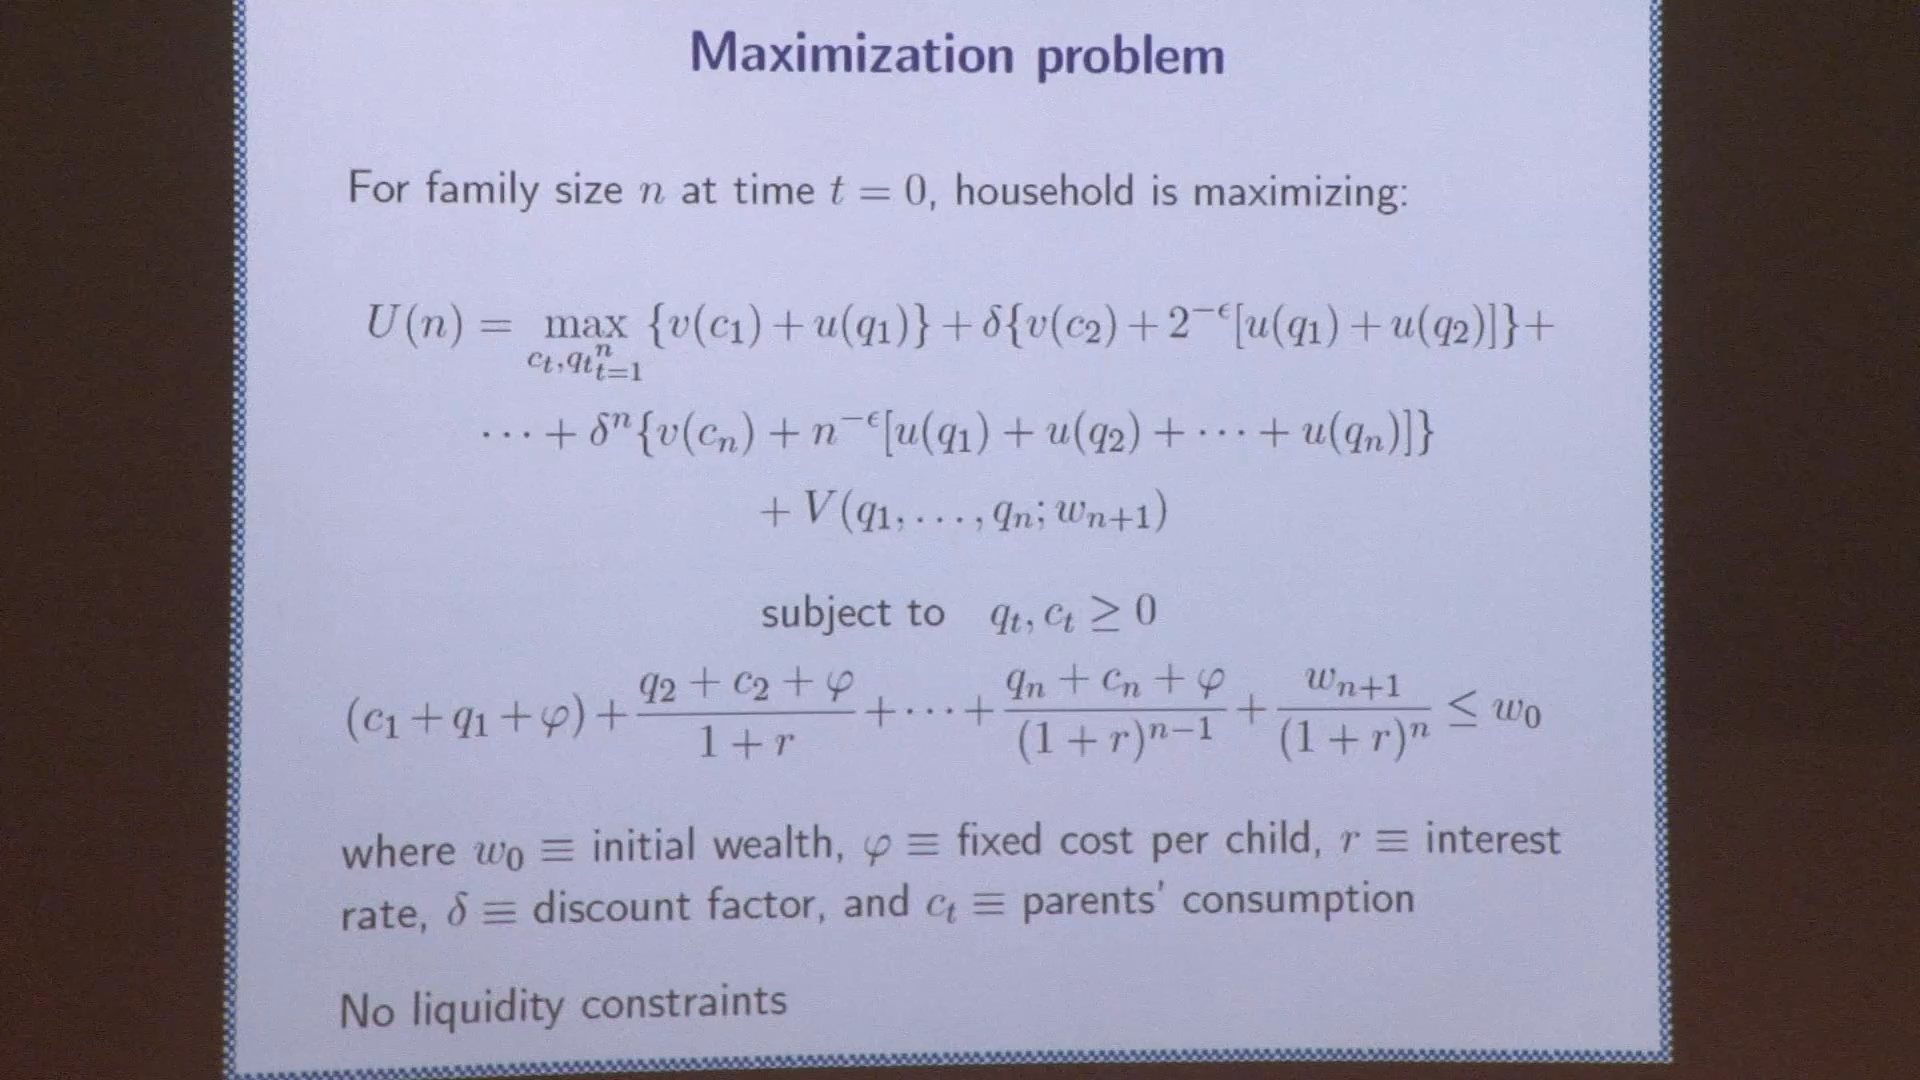 Maximization problem
For family size n at time t = 0, household is maximizing:
U(n) = max_{c_t,q_t}_{t=1}^n {v(c_1) + u(q_1)} + δ{v(c_2) + 2^{−ϵ}[u(q_1) + u(q_2)]} +
⋯ + δ^n{v(c_n) + n^{−ϵ}[u(q_1) + u(q_2) + ⋯ + u(q_n)]}
+ V(q_1, . . . , q_n; w_{n+1})
subject to q_t, c_t ≥ 0
(c_1 + q_1 + φ) + (q_2 + c_2 + φ)/(1 + r) + ⋯ + (q_n + c_n + φ)/((1 + r)^{n−1}) + w_{n+1}/((1 + r)^n) ≤ w_0
where w_0 ≡ initial wealth, φ ≡ fixed cost per child, r ≡ interest
rate, δ ≡ discount factor, and c_t ≡ parents' consumption
No liquidity constraints